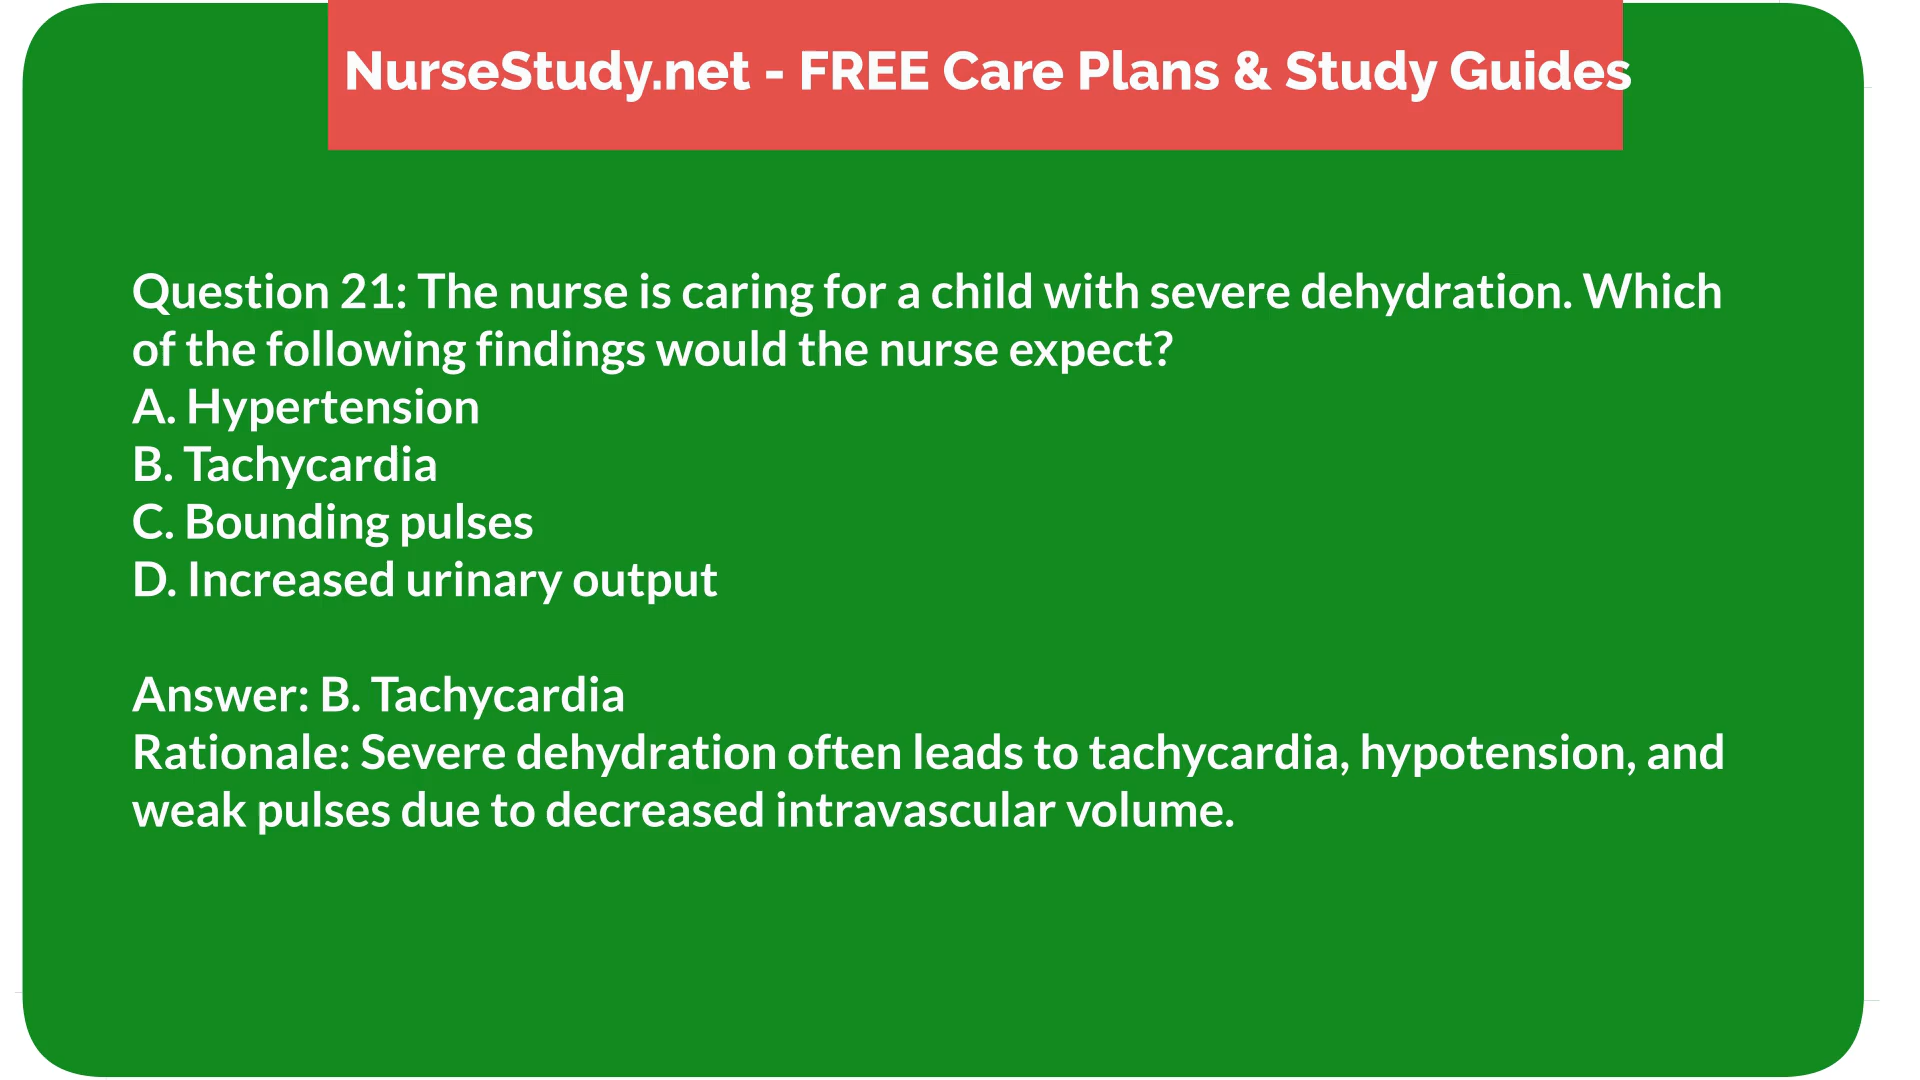 NurseStudy.net - FREE Care Plans & Study Guides
Question 21: The nurse is caring for a child with severe dehydration. Which
of the following findings would the nurse expect?
A. Hypertension
B. Tachycardia
C. Bounding pulses
D. Increased urinary output
Answer: B. Tachycardia
Rationale: Severe dehydration often leads to tachycardia, hypotension, and
weak pulses due to decreased intravascular volume.